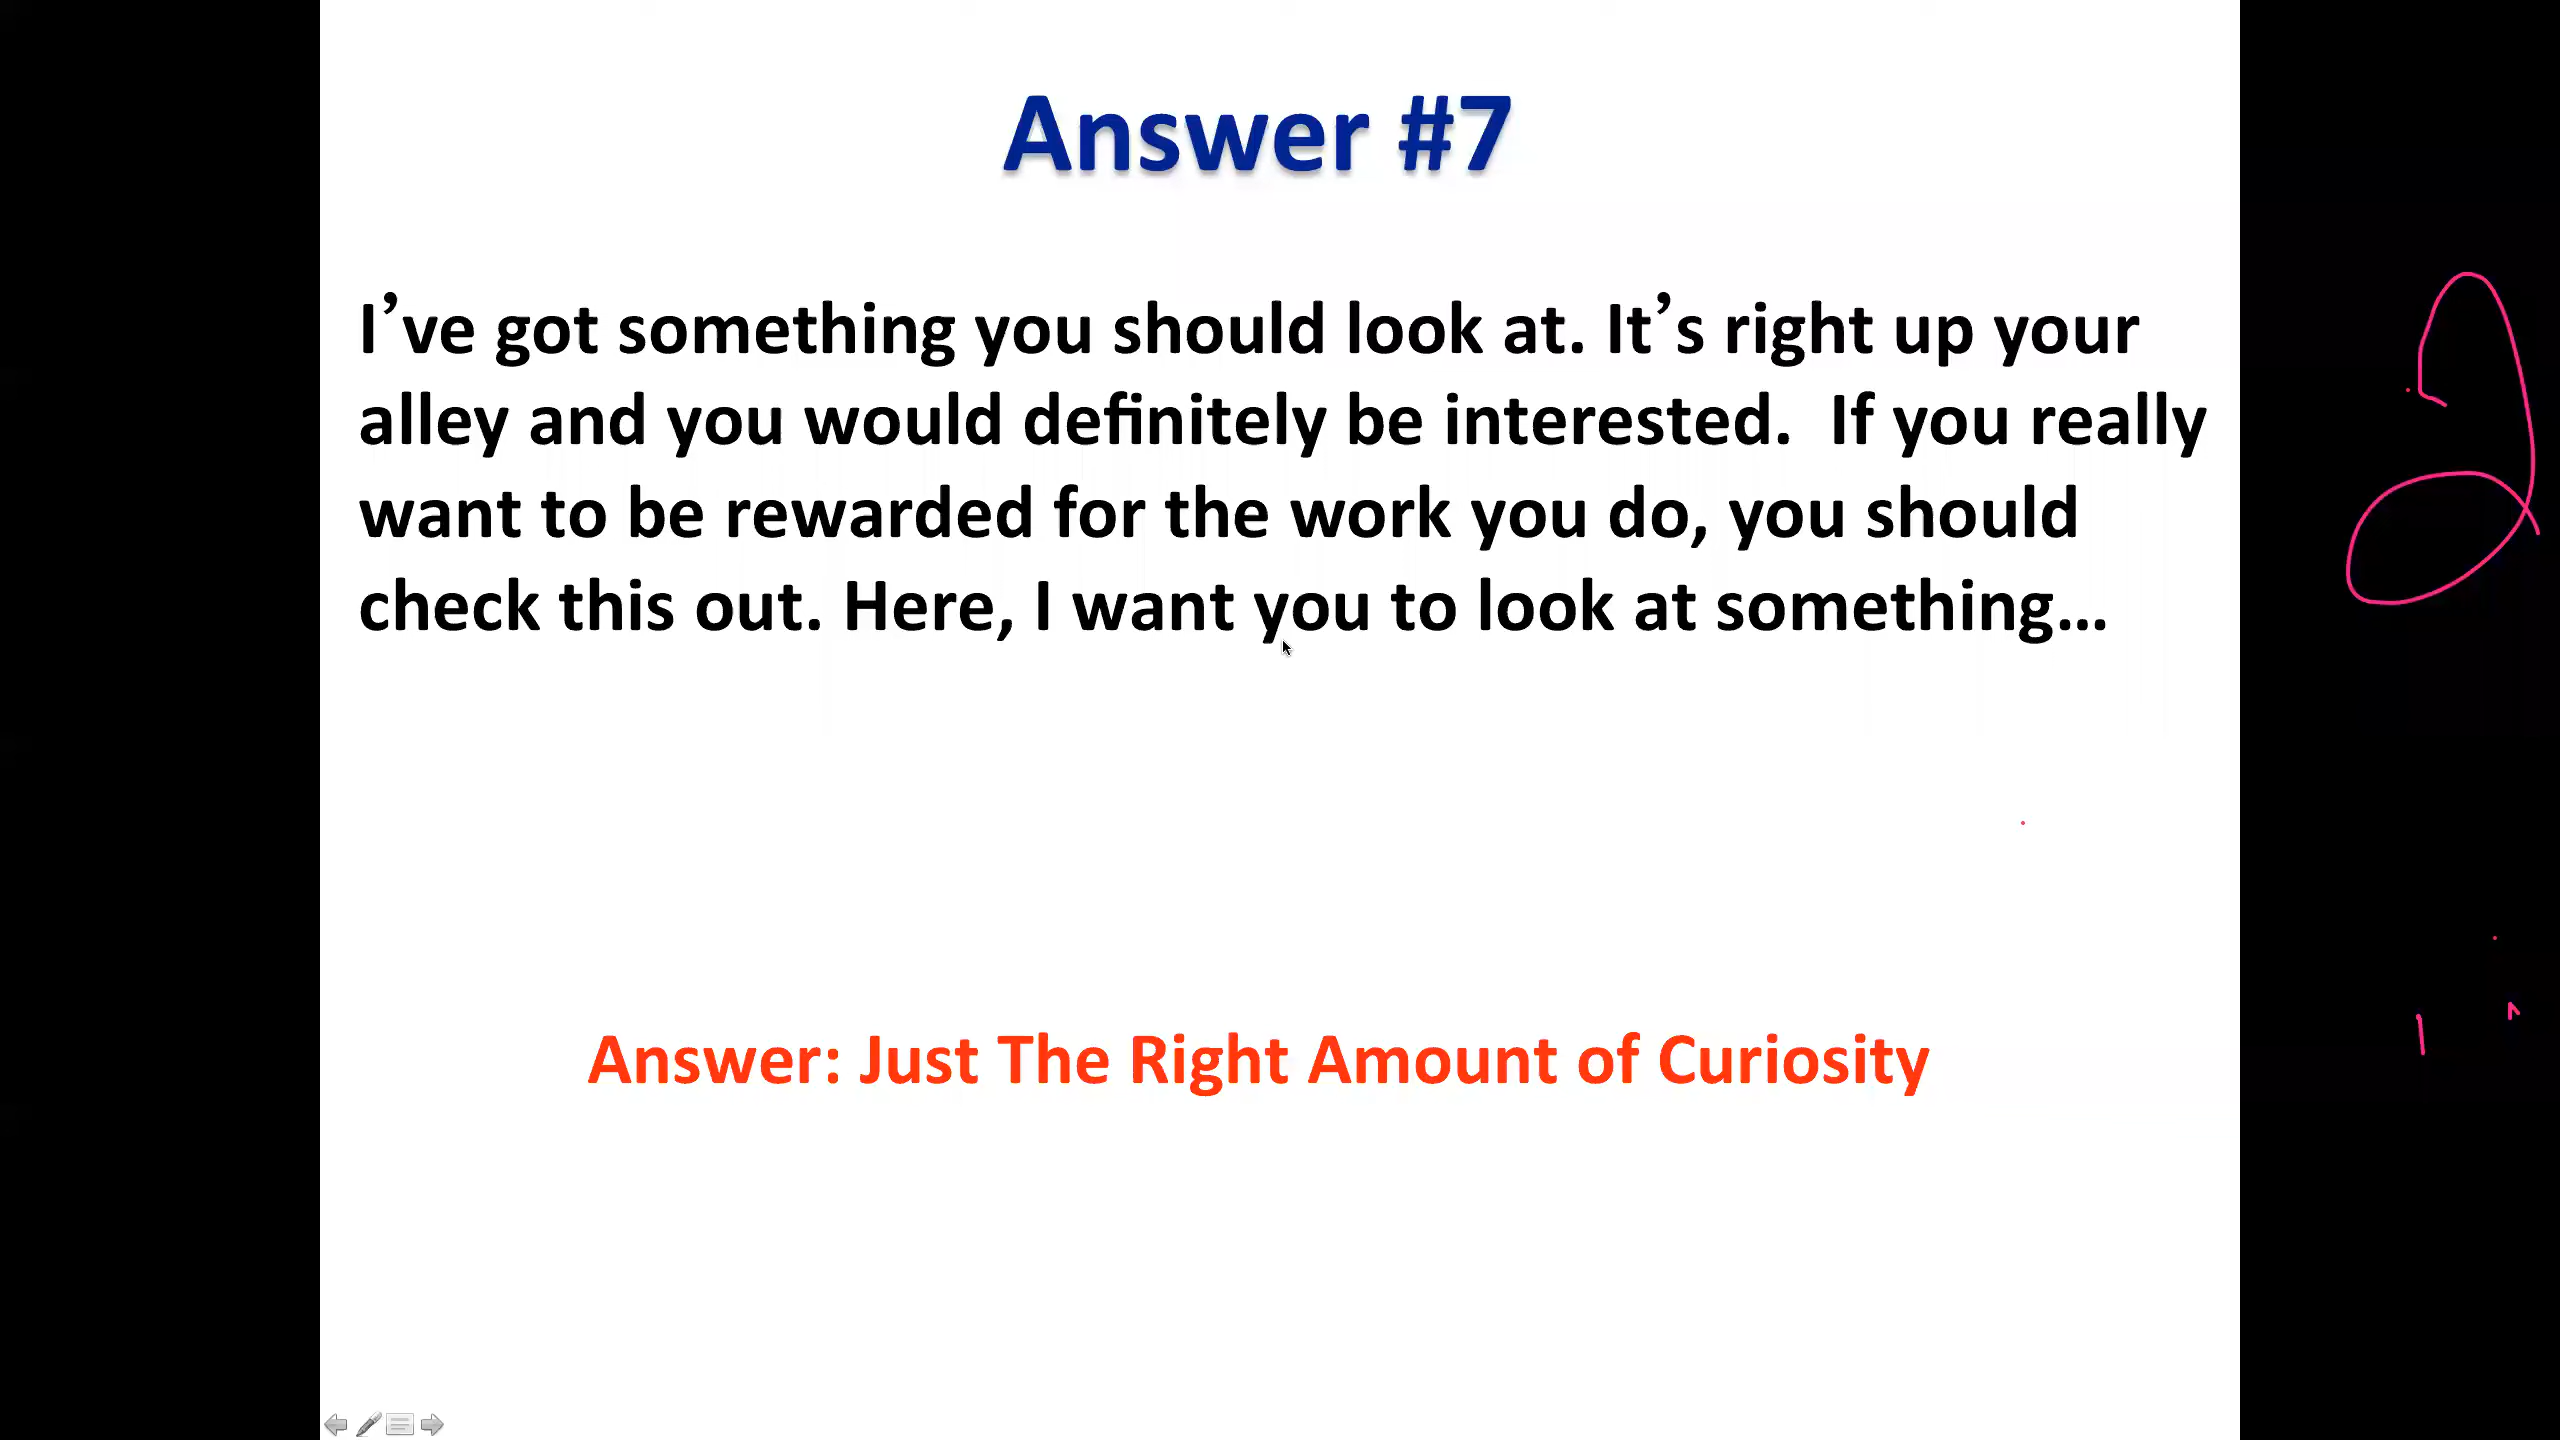 Answer #7
I’ve got something you should look at. It’s right up your
alley and you would definitely be interested.  If you really
want to be rewarded for the work you do, you should
check this out. Here, I want you to look at something…
Answer: Just The Right Amount of Curiosity